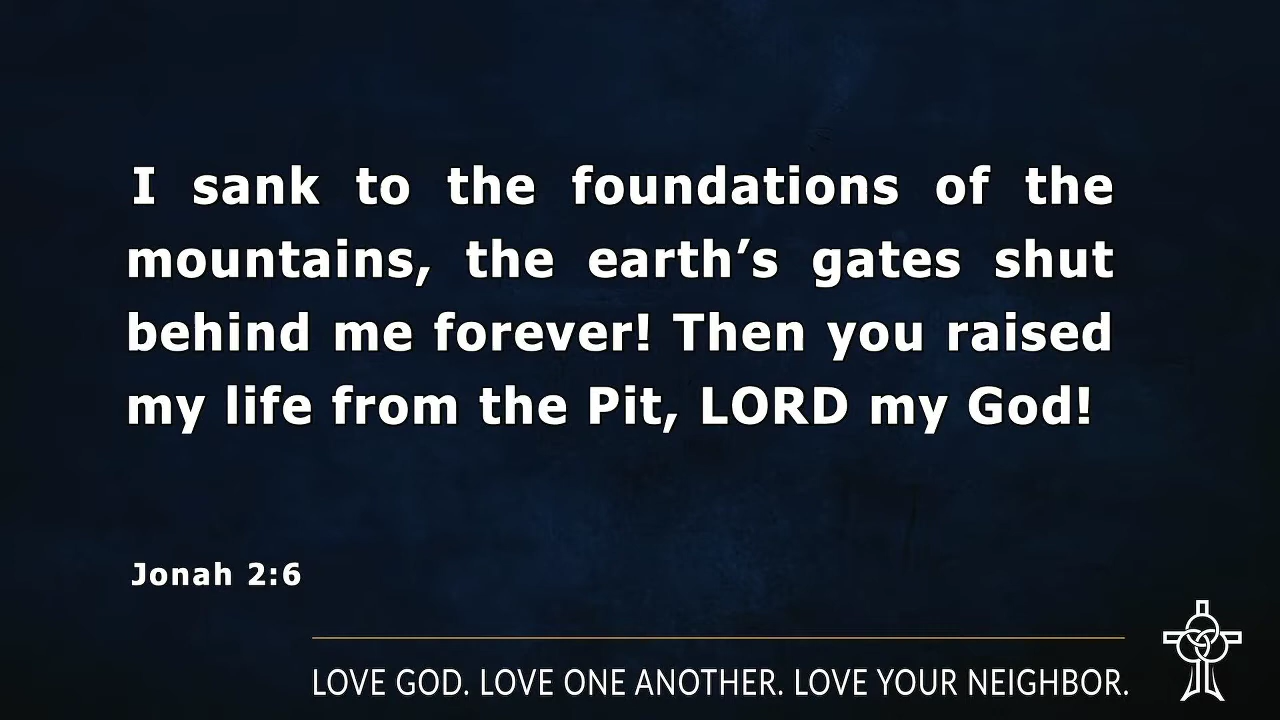 I sank to the foundations of the
mountains, the earth’s gates shut
behind me forever! Then you raised
my life from the Pit, LORD my God!
Jonah 2:6
LOVE GOD. LOVE ONE ANOTHER. LOVE YOUR NEIGHBOR.